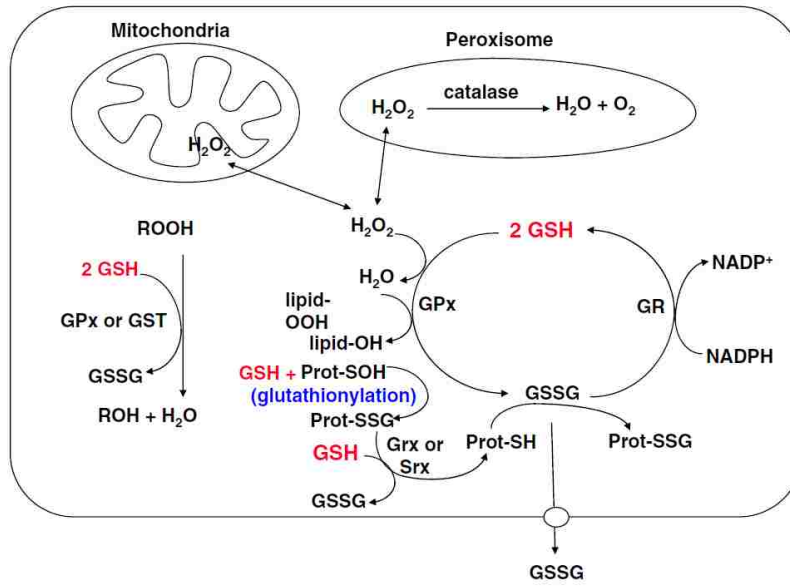 Mitochondria
Peroxisome
H₂O₂
catalase
H₂O + O₂
H₂O₂
ROOH
H₂O₂
2 GSH
2 GSH
H₂O
NADP⁺
lipid-
OOH
GPx
GR
GPx or GST
lipid-OH
NADPH
GSSG
GSH + Prot-SOH
(glutathionylation)
GSSG
ROH + H₂O
Prot-SSG
GSH
Grx or
Srx
Prot-SH
Prot-SSG
GSSG
GSSG